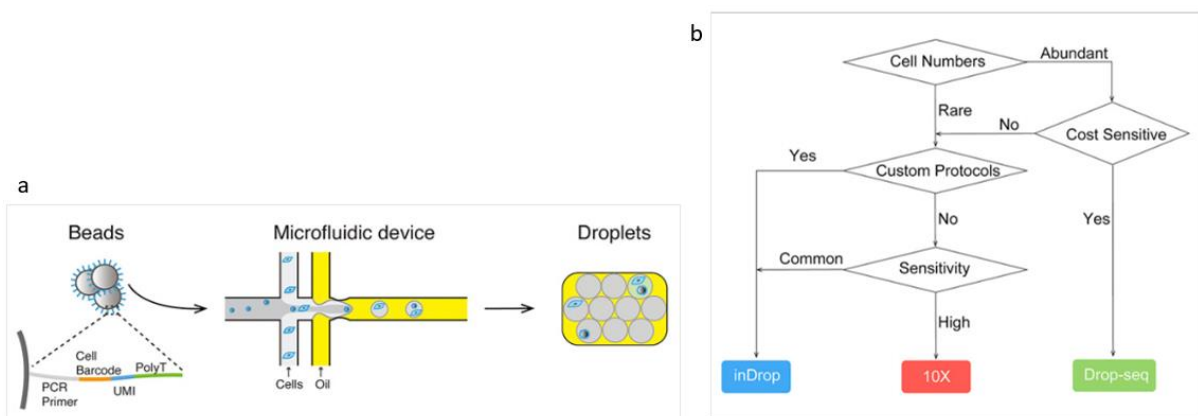 a
Beads
Microfluidic device
Droplets
Cell
Barcode
PolyT
PCR
Primer
UMI
Cells
Oil
b
Cell Numbers
Abundant
Rare
No
Cost Sensitive
Yes
Custom Protocols
No
Yes
Common
Sensitivity
High
inDrop
10X
Drop-seq